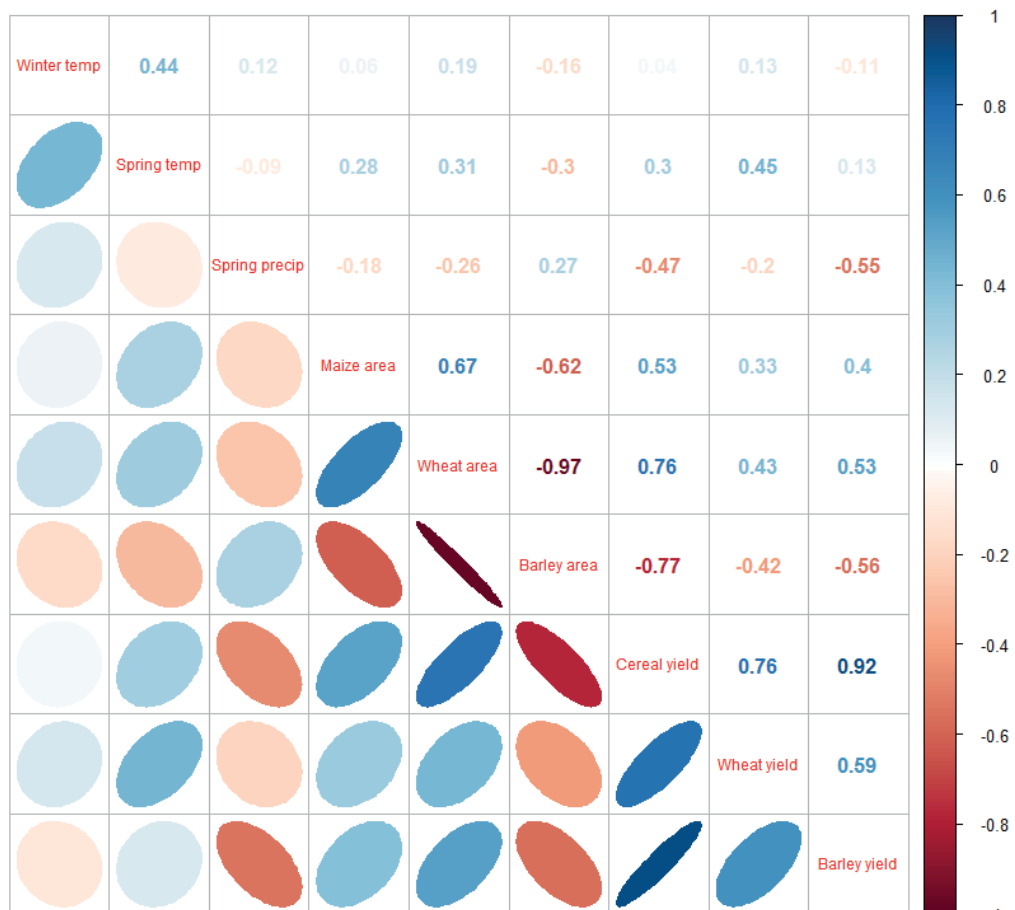 Winter temp 0.44 0.12 0.06 0.19 -0.16 0.04 0.13 -0.11
Spring temp -0.09 0.28 0.31 -0.3 0.3 0.45 0.13
Spring precip -0.18 -0.26 0.27 -0.47 -0.2 -0.55
Maize area 0.67 -0.62 0.53 0.33 0.4
Wheat area -0.97 0.76 0.43 0.53
Barley area -0.77 -0.42 -0.56
Cereal yield 0.76 0.92
Wheat yield 0.59
Barley yield
1
0.8
0.6
0.4
0.2
0
-0.2
-0.4
-0.6
-0.8